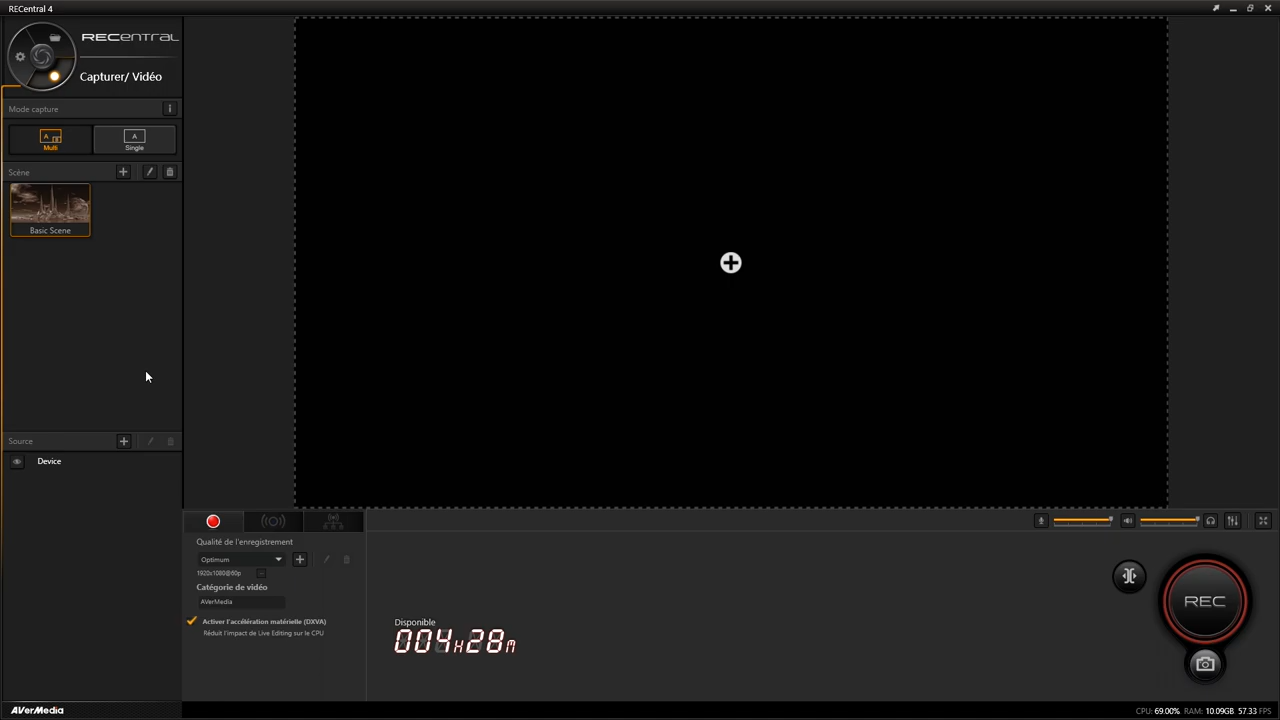 RECentral 4
RECENTRAL
Capturer/ Vidéo
Mode capture
i
A
Multi
A
Single
Scène
Basic Scene
Source
Device
Qualité de l'enregistrement
Optimum
1920x1080@60p
Catégorie de vidéo
AVerMedia
Activer l'accélération matérielle (DXVA)
Réduit l'impact de Live Editing sur le CPU
Disponible
004H28m
REC
AVerMedia
CPU: 69.00% RAM: 10.09GB 57.33 FPS